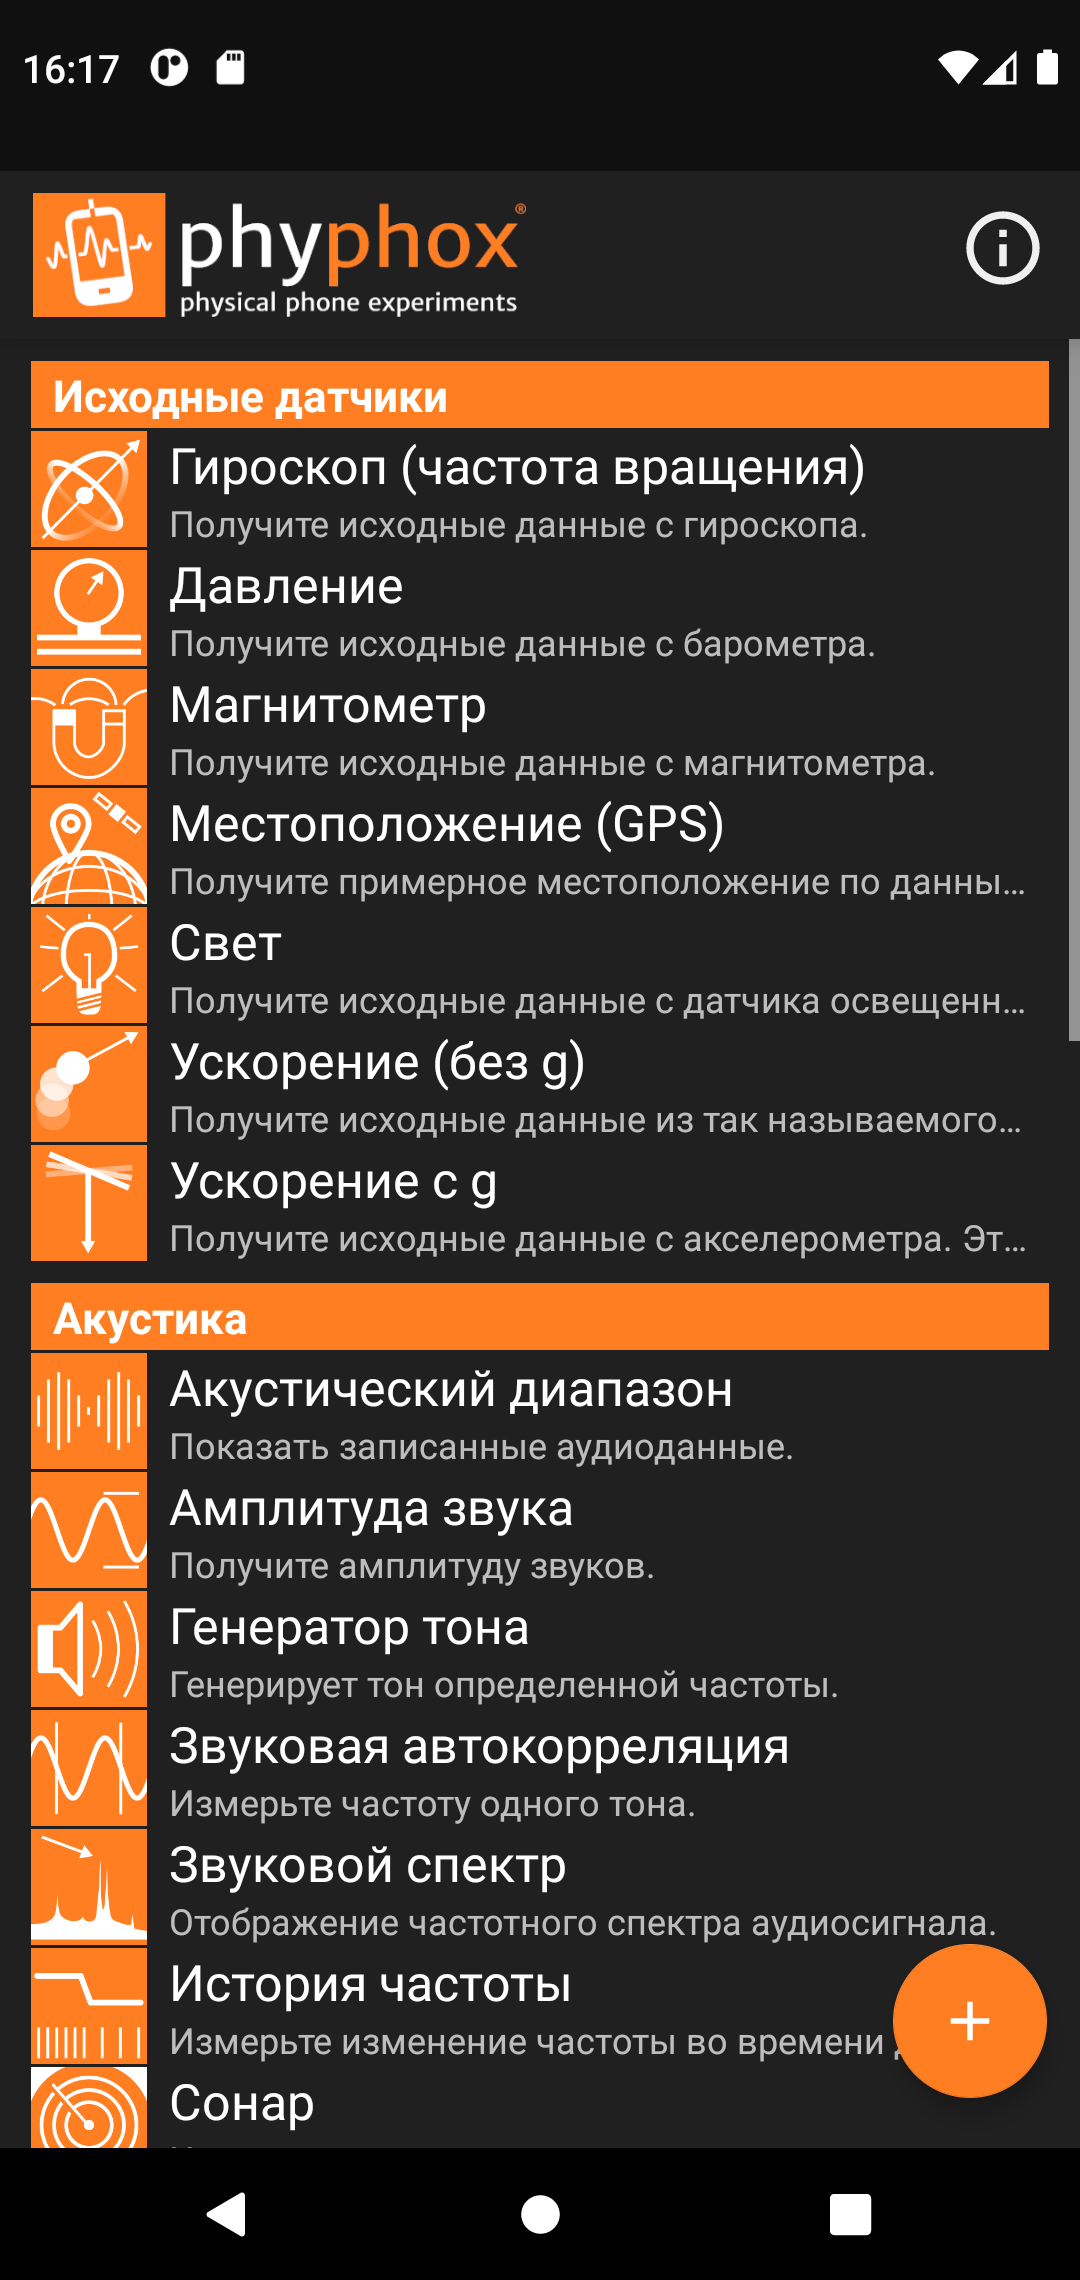 16:17
phyphox®
physical phone experiments
Исходные датчики
Гироскоп (частота вращения)
Получите исходные данные с гироскопа.
Давление
Получите исходные данные с барометра.
Магнитометр
Получите исходные данные с магнитометра.
Местоположение (GPS)
Получите примерное местоположение по данны...
Свет
Получите исходные данные с датчика освещенн...
Ускорение (без g)
Получите исходные данные из так называемого...
Ускорение с g
Получите исходные данные с акселерометра. Эт...
Акустика
Акустический диапазон
Показать записанные аудиоданные.
Амплитуда звука
Получите амплитуду звуков.
Генератор тона
Генерирует тон определенной частоты.
Звуковая автокорреляция
Измерьте частоту одного тона.
Звуковой спектр
Отображение частотного спектра аудиосигнала.
История частоты
Измерьте изменение частоты во времени
Сонар